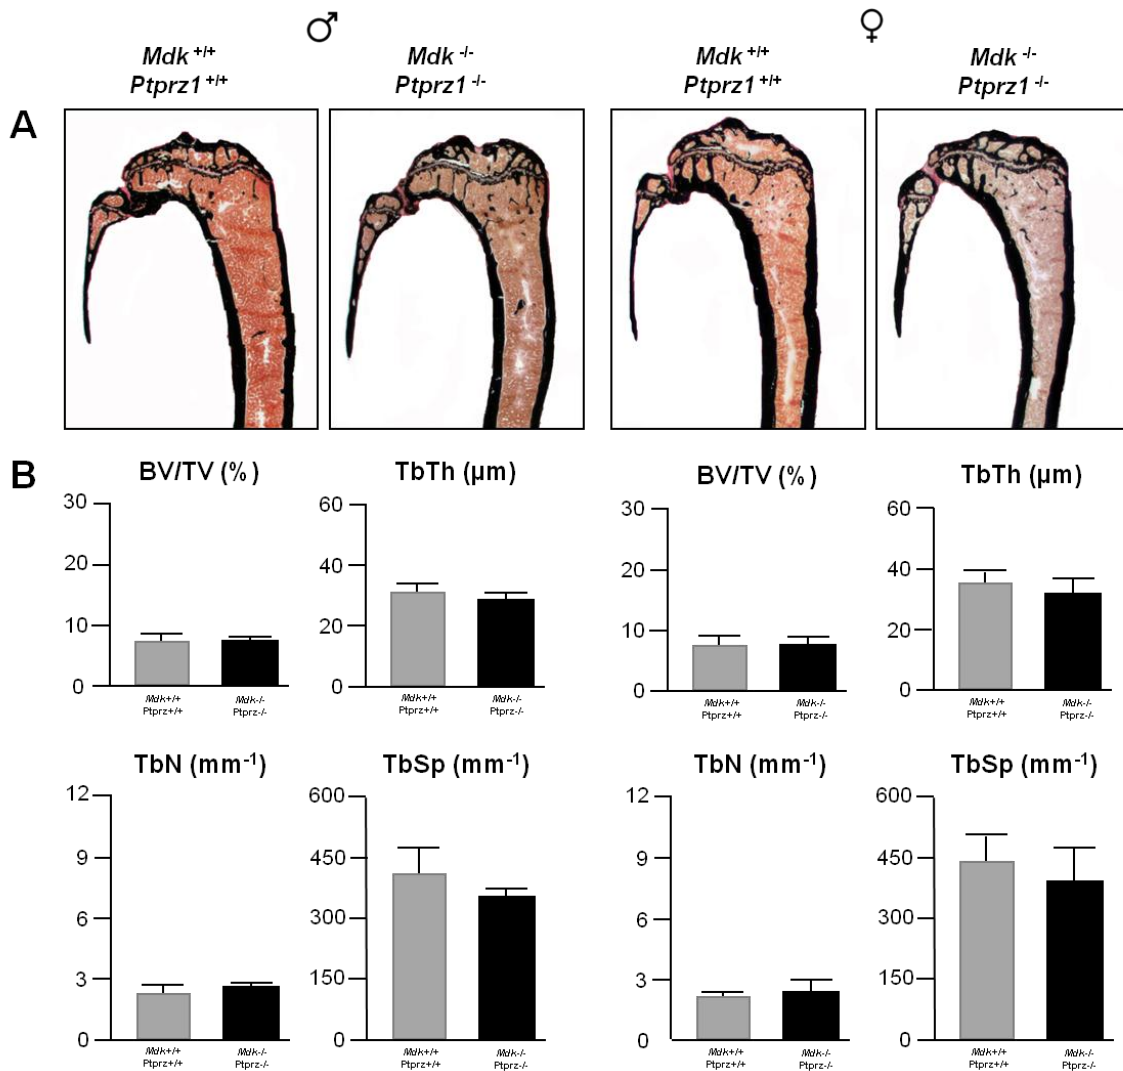 ♂ ♀
Mdk +/+ Mdk -/- Mdk +/+ Mdk -/-
Ptprz1 +/+ Ptprz1 -/- Ptprz1 +/+ Ptprz1 -/-
A
B
BV/TV (%) TbTh (µm) BV/TV (%) TbTh (µm)
30 60 30 60
20 40 20 40
10 20 10 20
0 0 0 0
Mdk+/+ Mdk-/- Mdk+/+ Mdk-/- Mdk+/+ Mdk-/- Mdk+/+ Mdk-/-
Ptprz+/+ Ptprz-/- Ptprz+/+ Ptprz-/- Ptprz+/+ Ptprz-/- Ptprz+/+ Ptprz-/-
TbN (mm-1) TbSp (mm-1) TbN (mm-1) TbSp (mm-1)
12 600 12 600
9 450 9 450
6 300 6 300
3 150 3 150
0 0 0 0
Mdk+/+ Mdk-/- Mdk+/+ Mdk-/- Mdk+/+ Mdk-/- Mdk+/+ Mdk-/-
Ptprz+/+ Ptprz-/- Ptprz+/+ Ptprz-/- Ptprz+/+ Ptprz-/- Ptprz+/+ Ptprz-/-